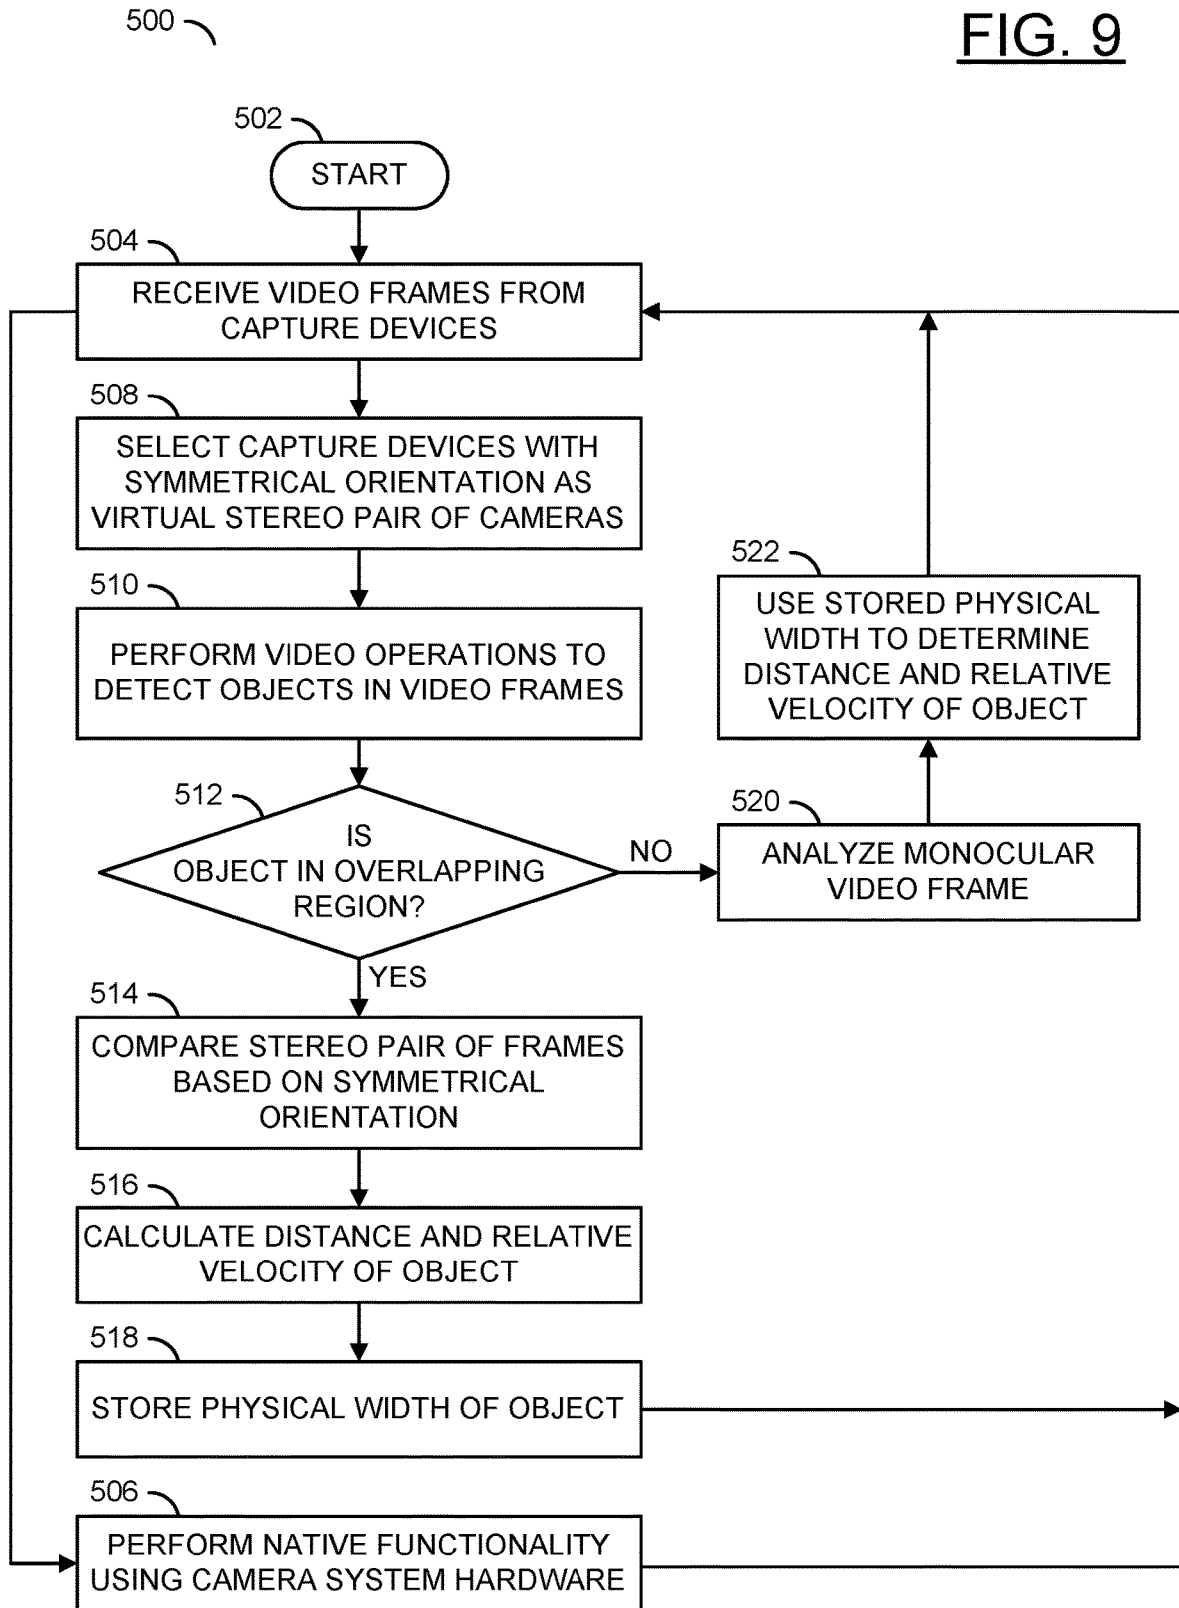 500
FIG. 9
502
START
504
RECEIVE VIDEO FRAMES FROM
CAPTURE DEVICES
508
SELECT CAPTURE DEVICES WITH
SYMMETRICAL ORIENTATION AS
VIRTUAL STEREO PAIR OF CAMERAS
510
PERFORM VIDEO OPERATIONS TO
DETECT OBJECTS IN VIDEO FRAMES
512
IS
OBJECT IN OVERLAPPING
REGION?
NO
YES
522
USE STORED PHYSICAL
WIDTH TO DETERMINE
DISTANCE AND RELATIVE
VELOCITY OF OBJECT
520
ANALYZE MONOCULAR
VIDEO FRAME
514
COMPARE STEREO PAIR OF FRAMES
BASED ON SYMMETRICAL
ORIENTATION
516
CALCULATE DISTANCE AND RELATIVE
VELOCITY OF OBJECT
518
STORE PHYSICAL WIDTH OF OBJECT
506
PERFORM NATIVE FUNCTIONALITY
USING CAMERA SYSTEM HARDWARE